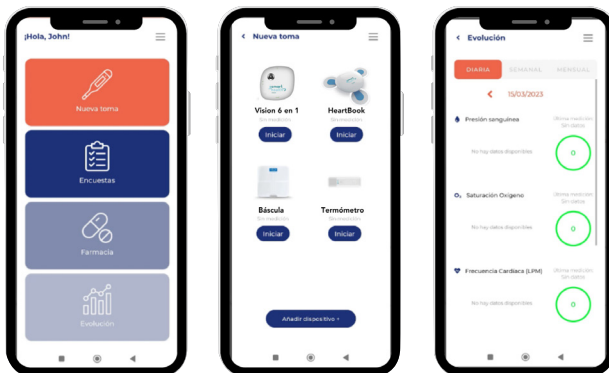 ¡Hola, John!
Nueva toma
Encuestas
Farmacia
Evolución
< Nueva toma
Vision 6 en 1
Sin medición
Iniciar
HeartBook
Sin medición
Iniciar
Báscula
Sin medición
Iniciar
Termómetro
Sin medición
Iniciar
Añadir dispositivo +
< Evolución
DIARIA SEMANAL MENSUAL
< 15/03/2023
Presión sanguínea
Última medición
Sin datos
No hay datos disponibles
0
O₂ Saturación Oxígeno
Última medición
Sin datos
No hay datos disponibles
0
Frecuencia Cardíaca (LPM)
Última medición
Sin datos
No hay datos disponibles
0